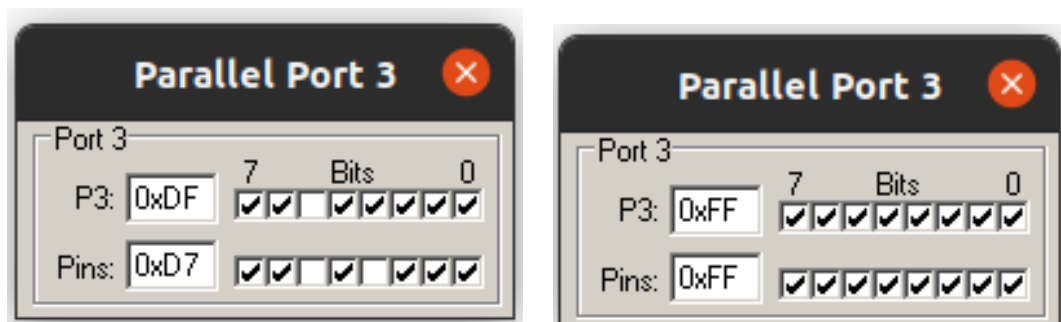 Parallel Port 3
Port 3
7 Bits 0
P3: 0xDF
Pins: 0xD7
Parallel Port 3
Port 3
7 Bits 0
P3: 0xFF
Pins: 0xFF